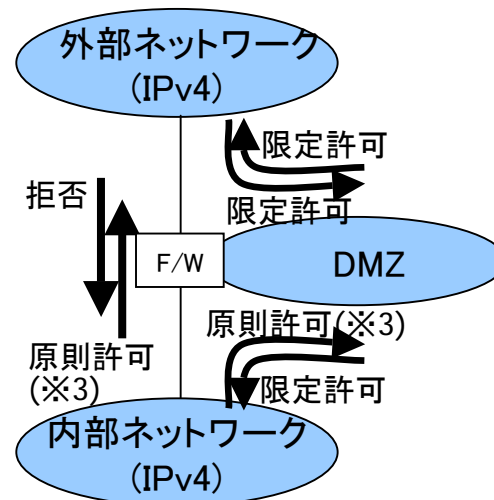 外部ネットワーク
(IPv4)
限定許可
拒否
限定許可
F/W
DMZ
原則許可(※3)
原則許可
(※3)
限定許可
内部ネットワーク
(IPv4)